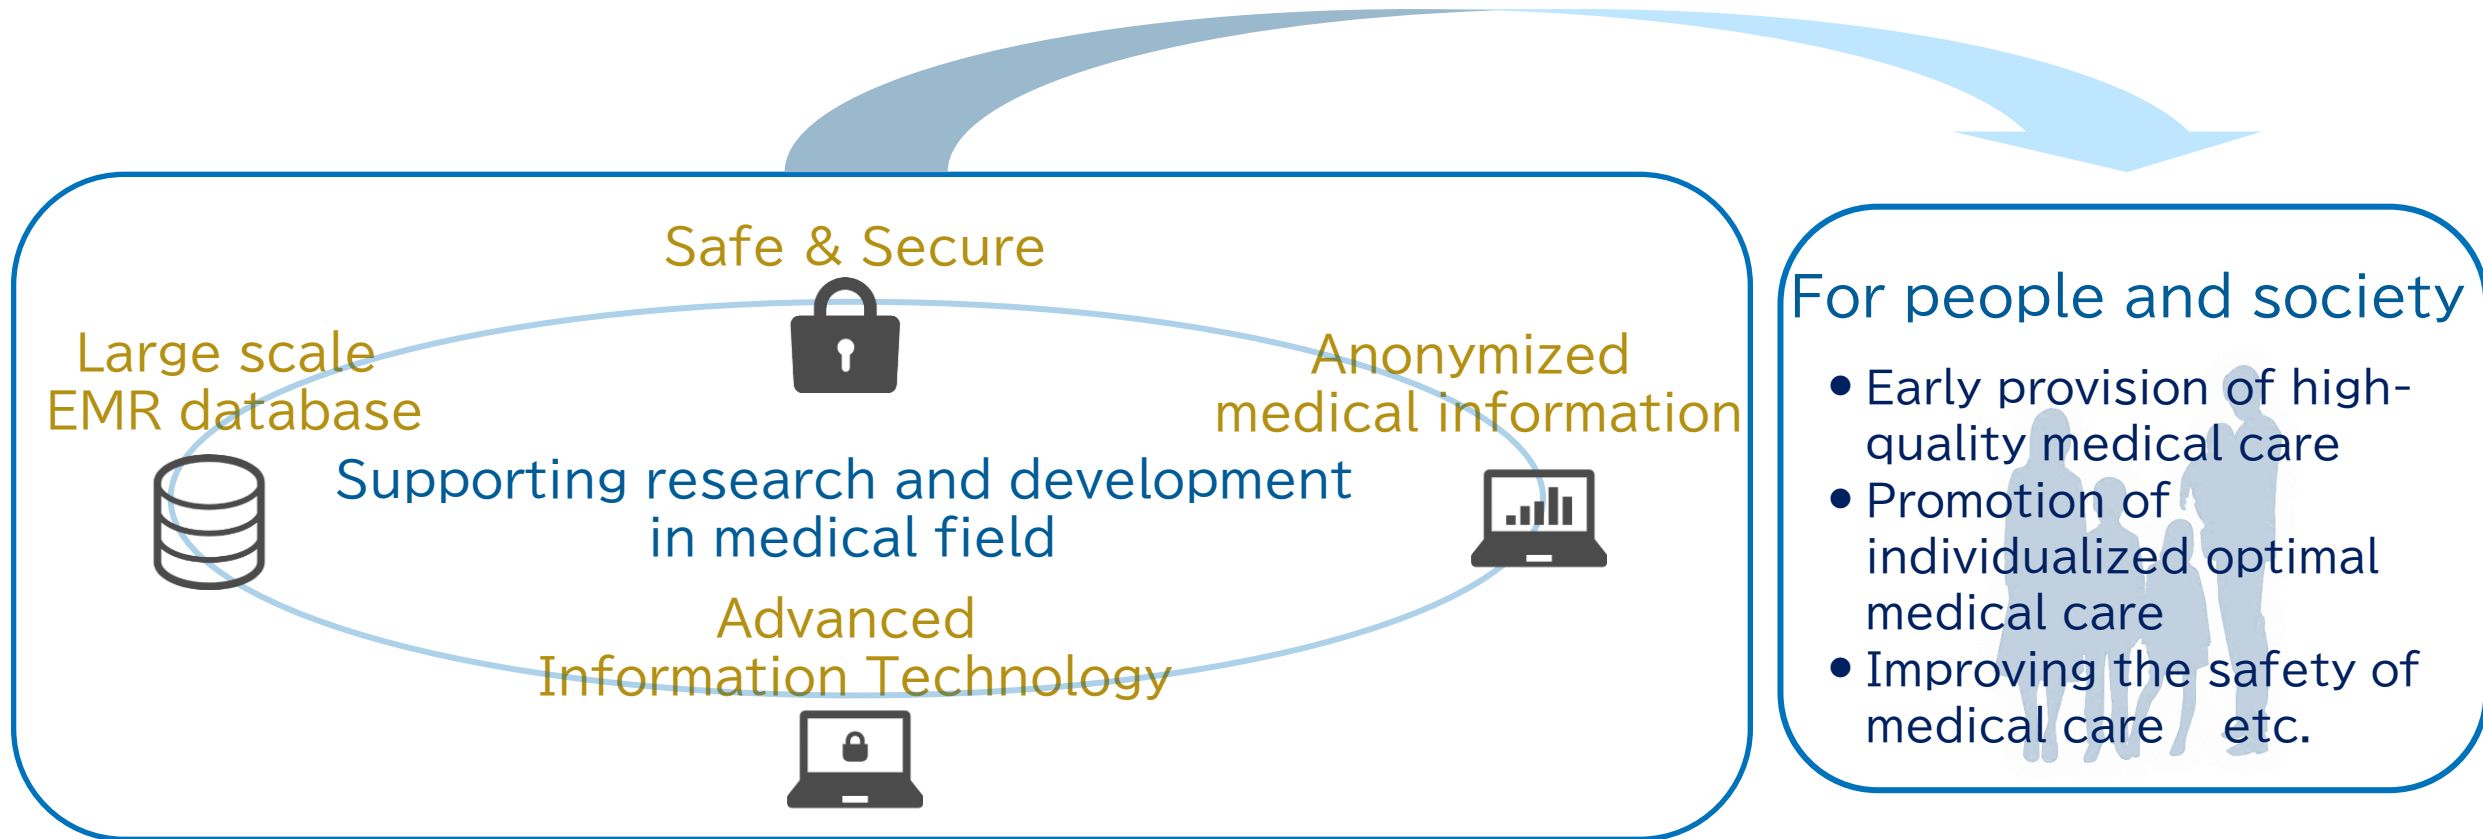 Safe & Secure
Large scale
EMR database
Anonymized
medical information
Supporting research and development
in medical field
Advanced
Information Technology
For people and society
• Early provision of high-
quality medical care
• Promotion of
individualized optimal
medical care
• Improving the safety of
medical care etc.